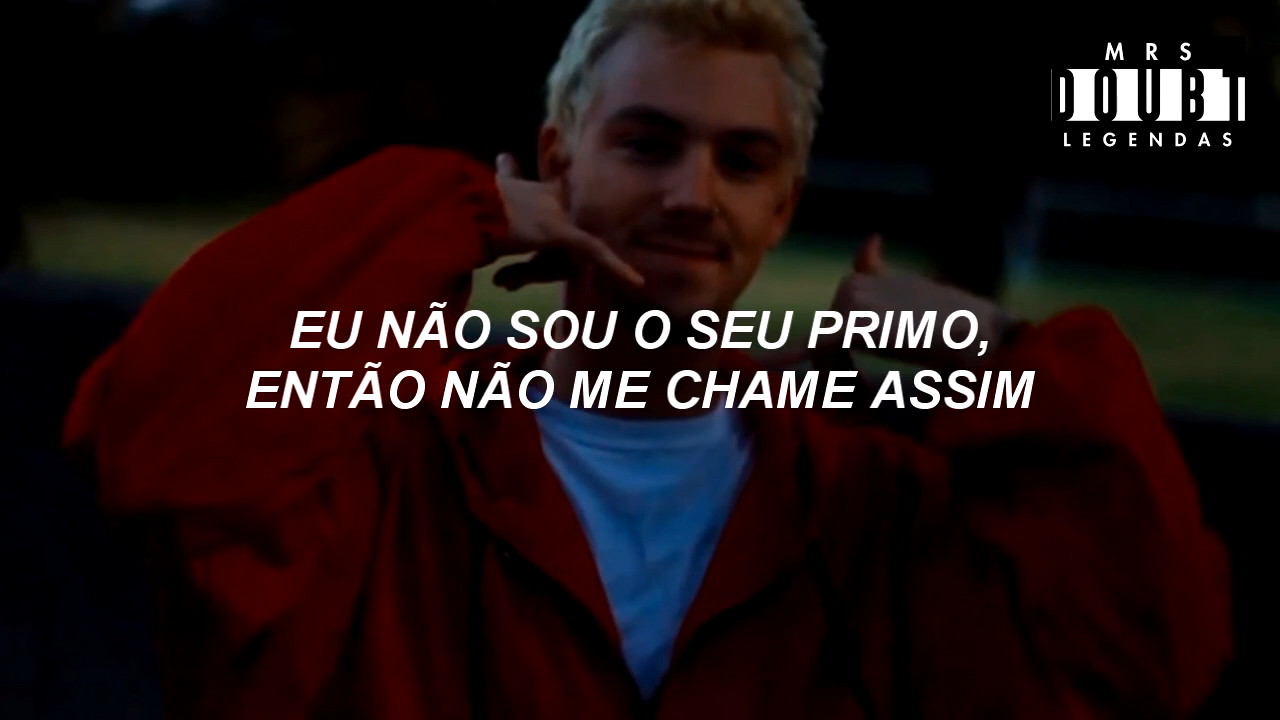 MRS
DOUBT
LEGENDAS
EU NÃO SOU O SEU PRIMO,
ENTÃO NÃO ME CHAME ASSIM